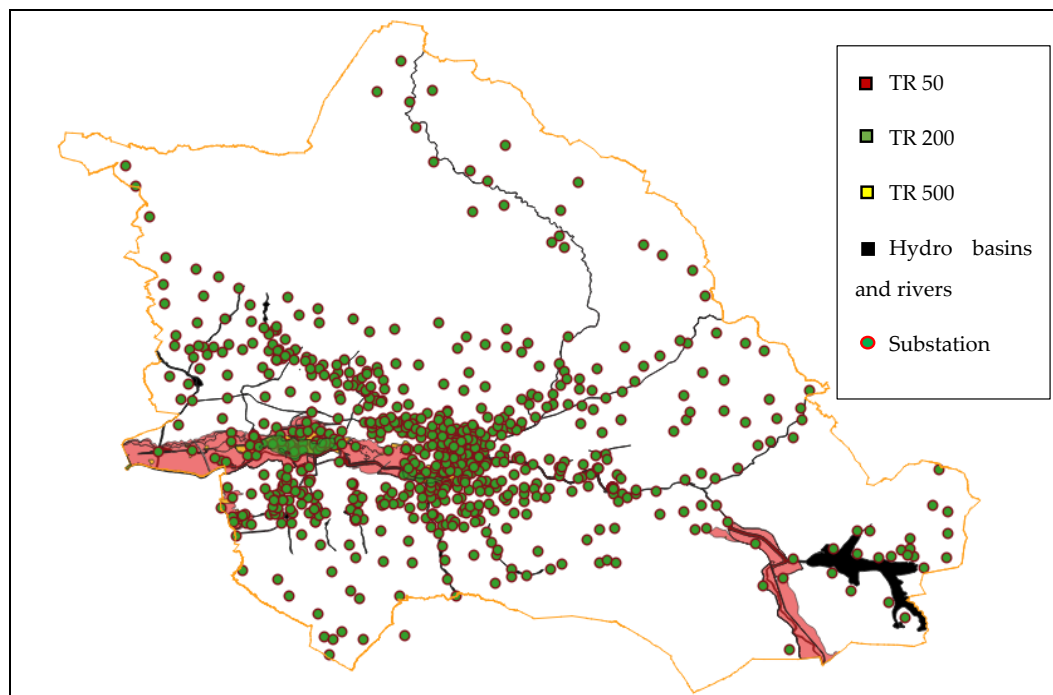 TR 50
TR 200
TR 500
Hydro basins
and rivers
Substation